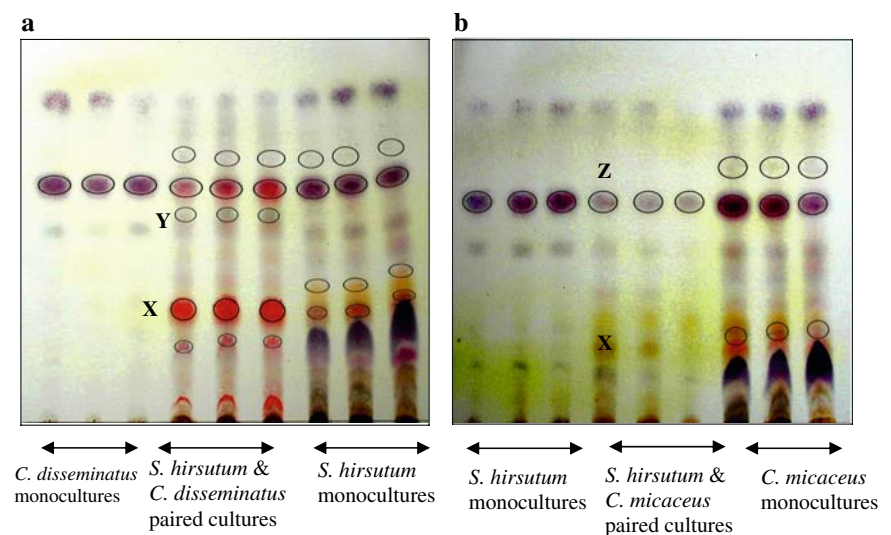 a
b
Z
Y
X
X
C. disseminatus
monocultures
S. hirsutum &
C. disseminatus
paired cultures
S. hirsutum
monocultures
S. hirsutum
monocultures
S. hirsutum &
C. micaceus
paired cultures
C. micaceus
monocultures